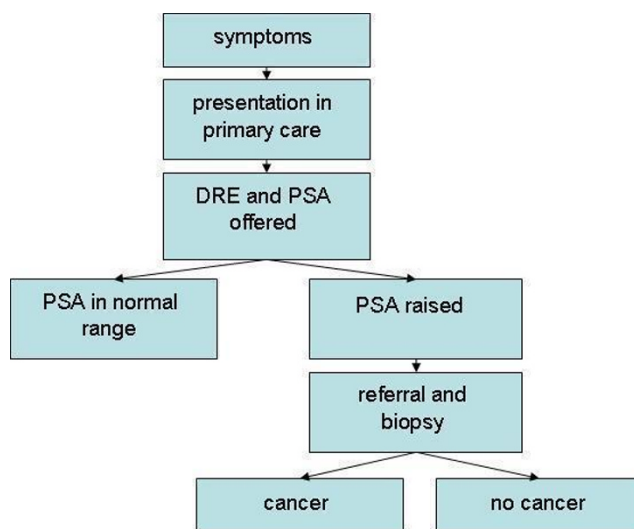 symptoms
presentation in
primary care
DRE and PSA
offered
PSA in normal
range
PSA raised
referral and
biopsy
cancer
no cancer